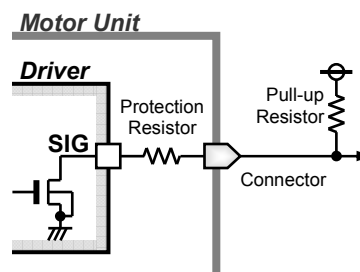 Motor Unit
Driver
Protection
Resistor
Pull-up
Resistor
SIG
Connector